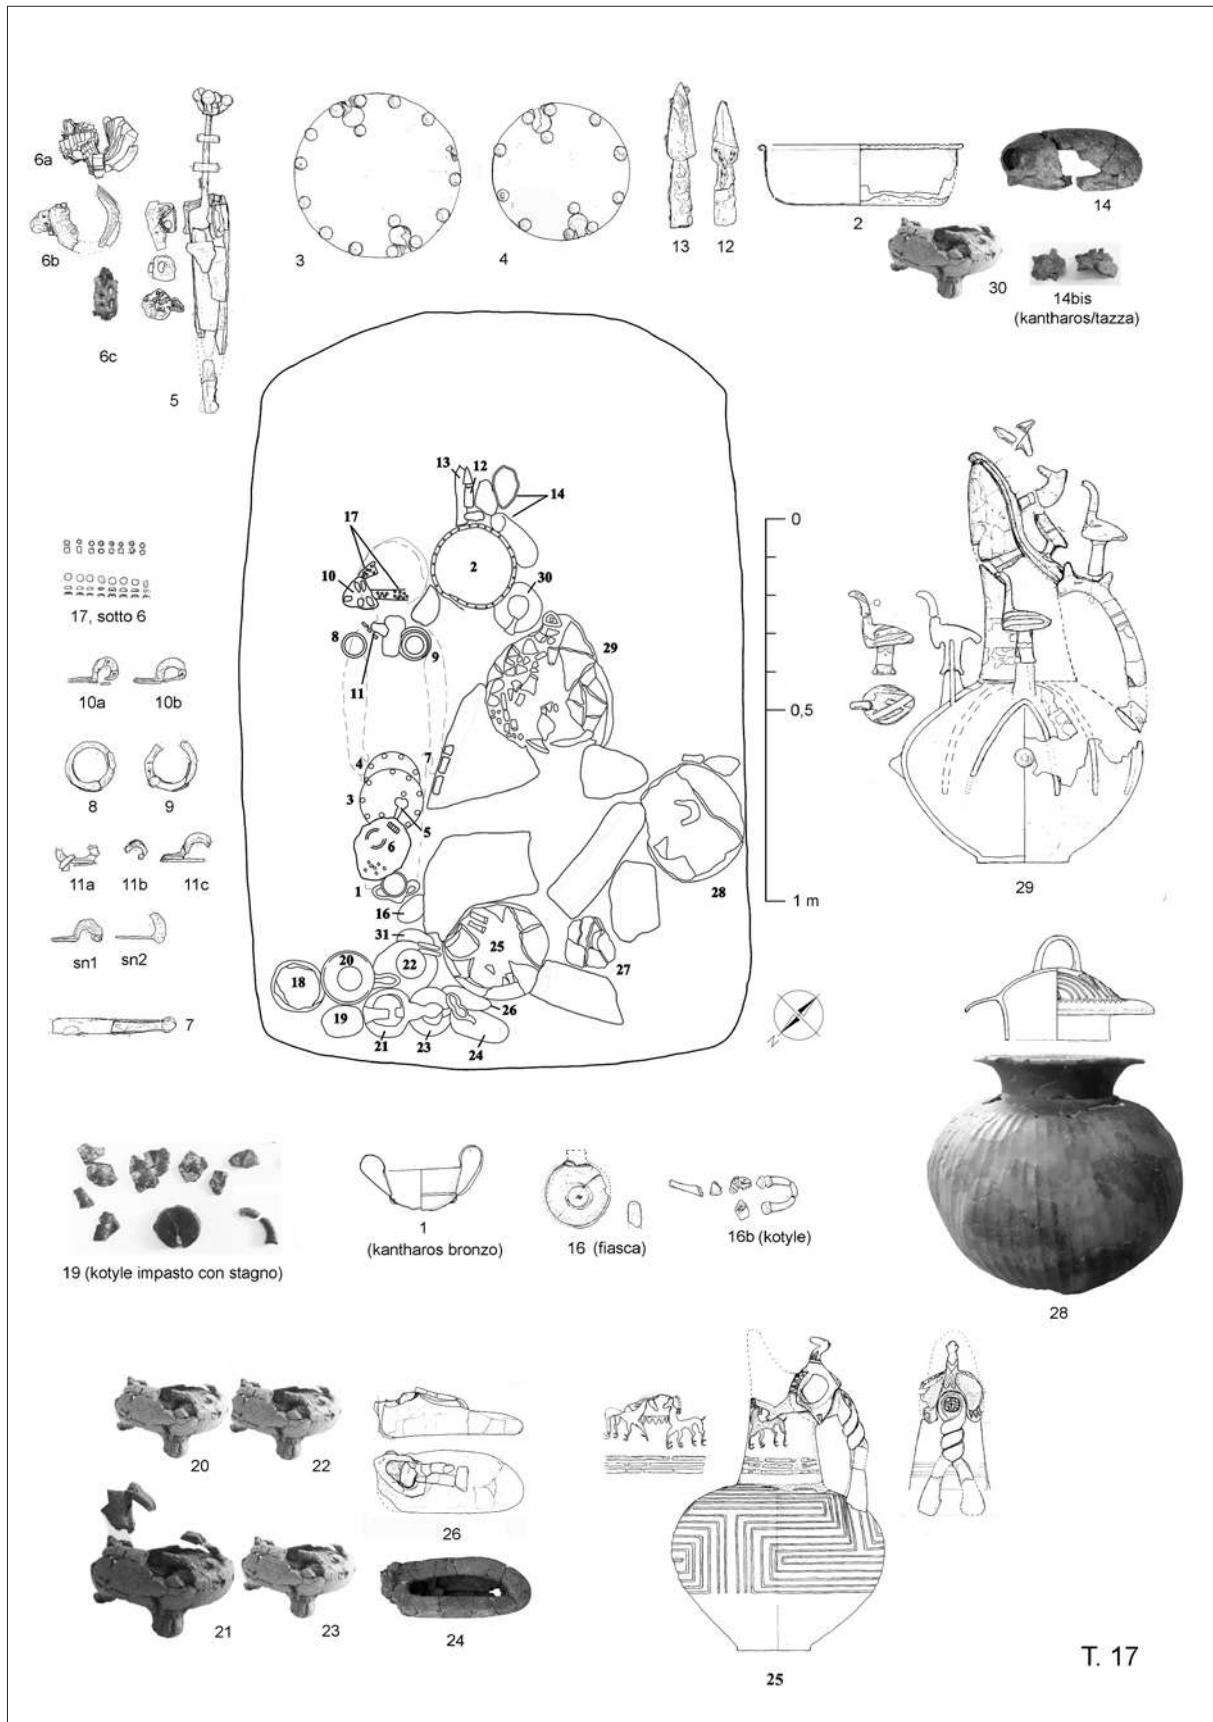 6a
6b
6c
5
3
4
13
12
2
14
30
14bis
(kantharos/tazza)
13
12
14
17
10
2
30
8
9
11
29
4
7
3
5
6
1
16
31
25
28
27
20
22
18
26
19
21
23
24
0
0,5
1 m
N
17, sotto 6
10a
10b
8
9
11a
11b
11c
sn1
sn2
7
29
28
19 (kotyle impasto con stagno)
1
(kantharos bronzo)
16 (fiasca)
16b (kotyle)
20
22
26
21
23
24
25
T. 17